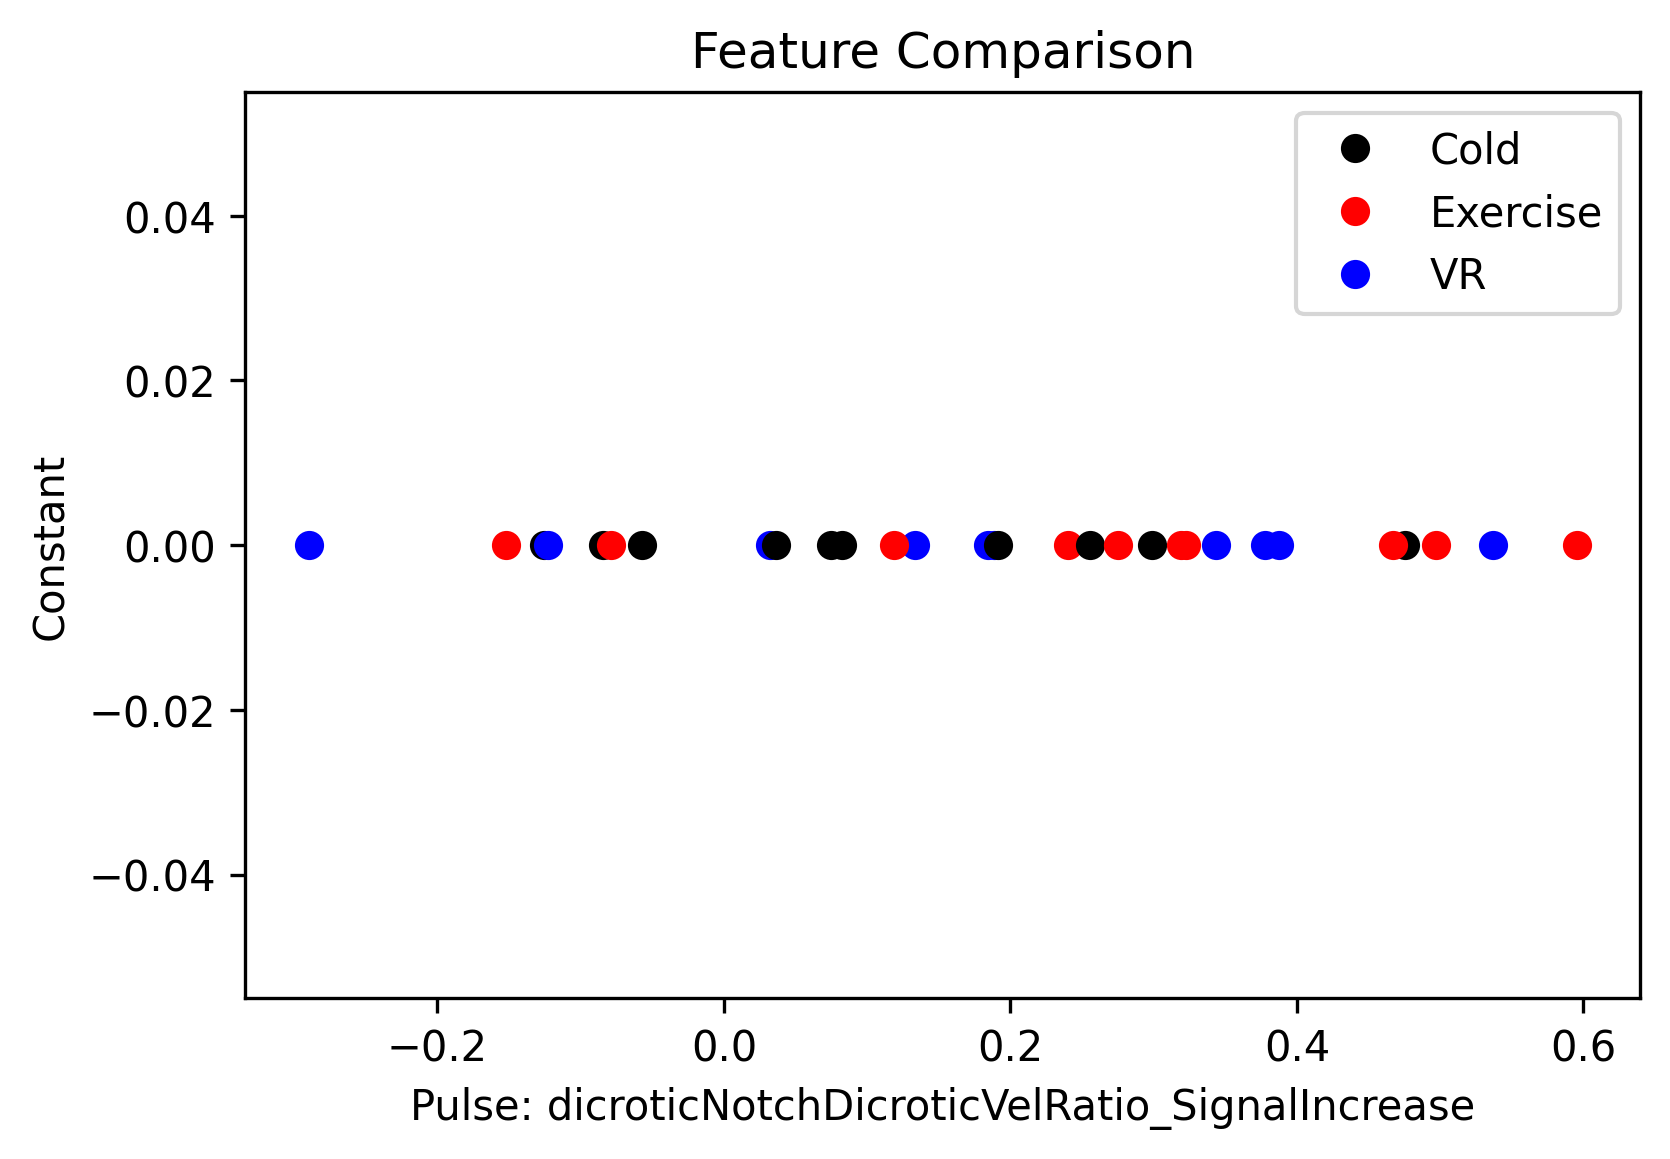 Feature Comparison
Cold
Exercise
VR
0.04
0.02
0.00
−0.02
−0.04
Constant
−0.2
0.0
0.2
0.4
0.6
Pulse: dicroticNotchDicroticVelRatio_SignalIncrease